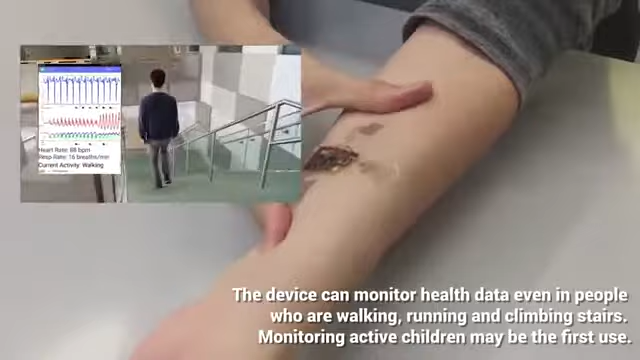 Heart Rate: 88 bpm
Resp Rate: 16 breaths/min
Current Activity: Walking
The device can monitor health data even in people
who are walking, running and climbing stairs.
Monitoring active children may be the first use.